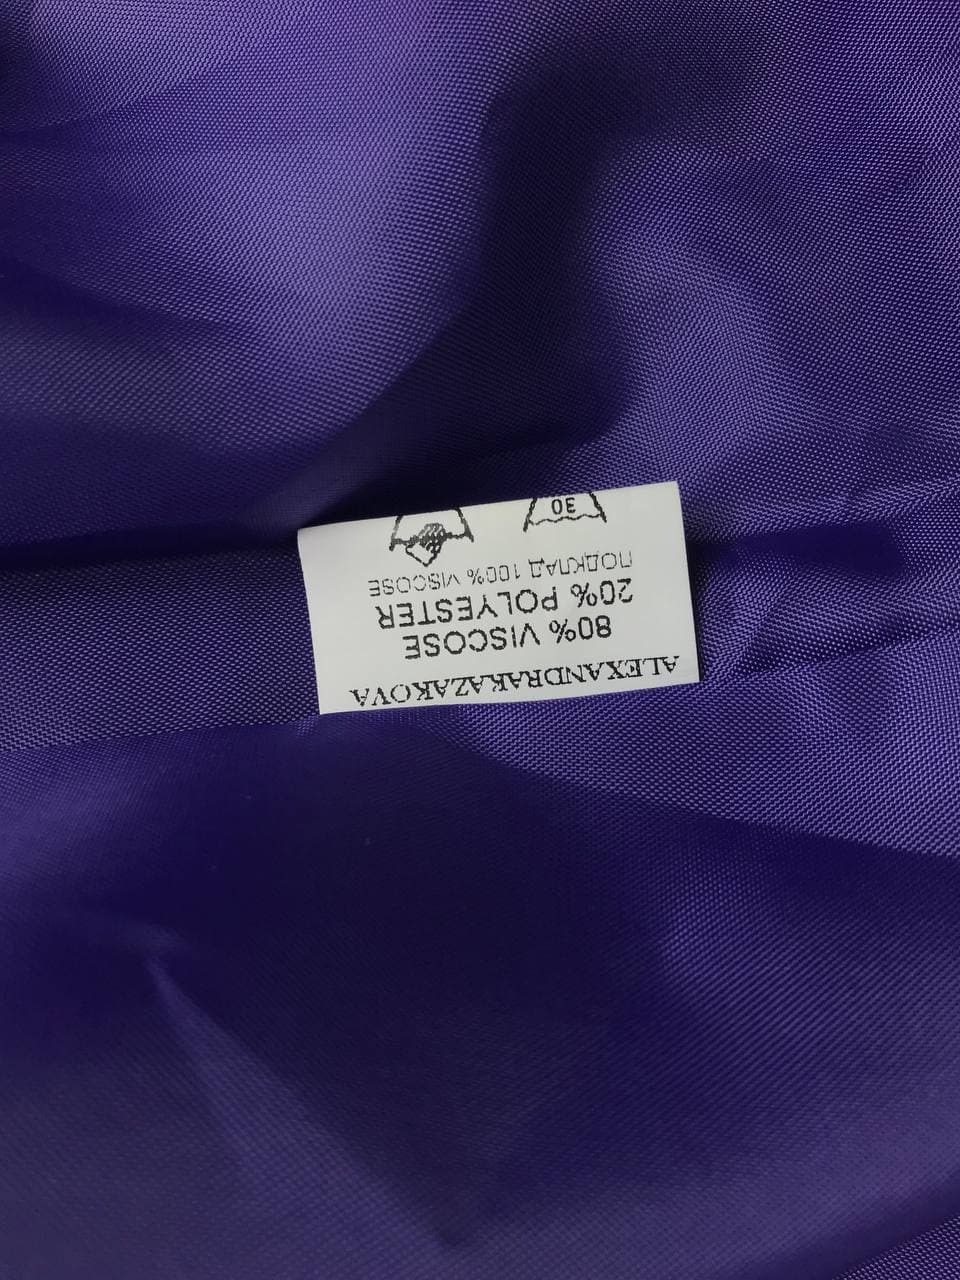 ALEXANDRAKAZAKOVA
80% VISCOSE
20% POLYESTER
ПОДКЛАД 100% VISCOSE
30